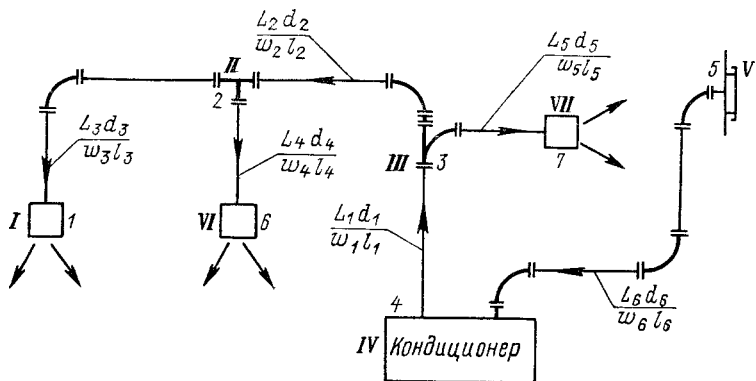 L₂d₂
w₂l₂
L₅d₅
w₅l₅
5 V
II
2
VII
7
L₃d₃
w₃l₃
L₄d₄
w₄l₄
III 3
I 1
VI 6
L₁d₁
w₁l₁
L₆d₆
w₆l₆
4
IV Кондиционер